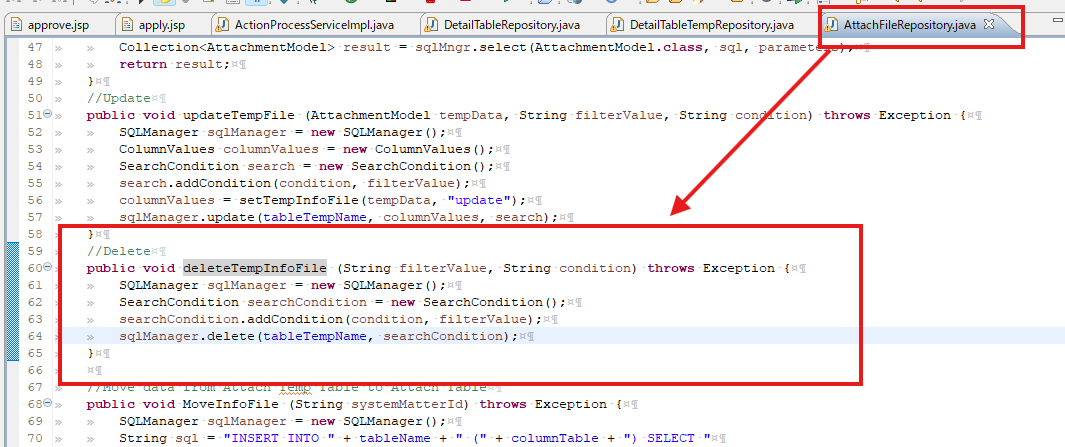 approve.jsp apply.jsp ActionProcessServiceImpl.java DetailTableRepository.java DetailTableTempRepository.java AttachFileRepository.java
47 Collection<AttachmentModel> result = sqlMngr.select(AttachmentModel.class, sql, parameters);
48 return result;
49 }
50 //Update
51 public void updateTempFile (AttachmentModel tempData, String filterValue, String condition) throws Exception {
52 SQLManager sqlManager = new SQLManager();
53 ColumnValues columnValues = new ColumnValues();
54 SearchCondition search = new SearchCondition();
55 search.addCondition(condition, filterValue);
56 columnValues = setTempInfoFile(tempData, "update");
57 sqlManager.update(tableTempName, columnValues, search);
58 }
59 //Delete
60 public void deleteTempInfoFile (String filterValue, String condition) throws Exception {
61 SQLManager sqlManager = new SQLManager();
62 SearchCondition searchCondition = new SearchCondition();
63 searchCondition.addCondition(condition, filterValue);
64 sqlManager.delete(tableTempName, searchCondition);
65 }
66
67 //Move data from Attach Temp Table to Attach Table
68 public void MoveInfoFile (String systemMatterId) throws Exception {
69 SQLManager sqlManager = new SQLManager();
70 String sql = "INSERT INTO " + tableName + " (" + columnTable + ") SELECT "